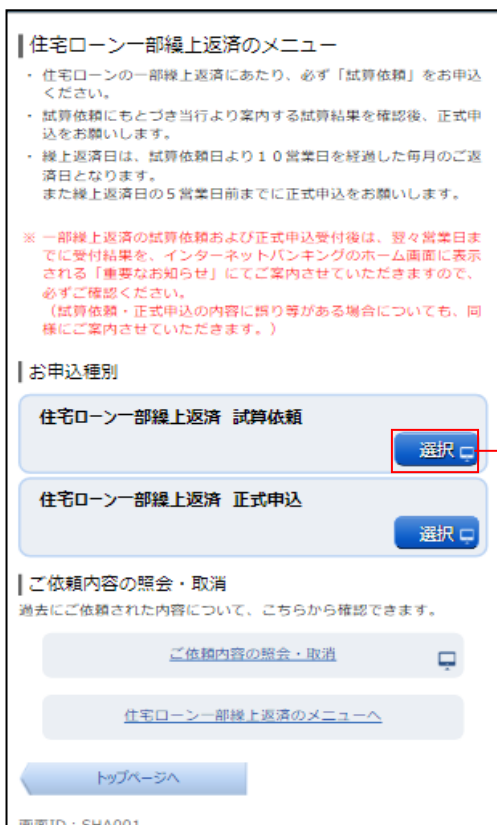 住宅ローン一部繰上返済のメニュー
・ 住宅ローンの一部繰上返済にあたり、必ず「試算依頼」をお申込
ください。
・ 試算依頼にもとづき当行より案内する試算結果を確認後、正式申
込をお願いします。
・ 繰上返済日は、試算依頼日より１０営業日を経過した毎月のご返
済日となります。
また繰上返済日の５営業日前までに正式申込をお願いします。
※ 一部繰上返済の試算依頼および正式申込受付後は、翌々営業日ま
でに受付結果を、インターネットバンキングのホーム画面に表示
される「重要なお知らせ」にてご案内させていただきますので、
必ずご確認ください。
（試算依頼・正式申込の内容に誤り等がある場合についても、同
様にご案内させていただきます。）
お申込種別
住宅ローン一部繰上返済 試算依頼
選択
住宅ローン一部繰上返済 正式申込
選択
ご依頼内容の照会・取消
過去にご依頼された内容について、こちらから確認できます。
ご依頼内容の照会・取消
住宅ローン一部繰上返済のメニューへ
トップページへ
画面ID：SHA001